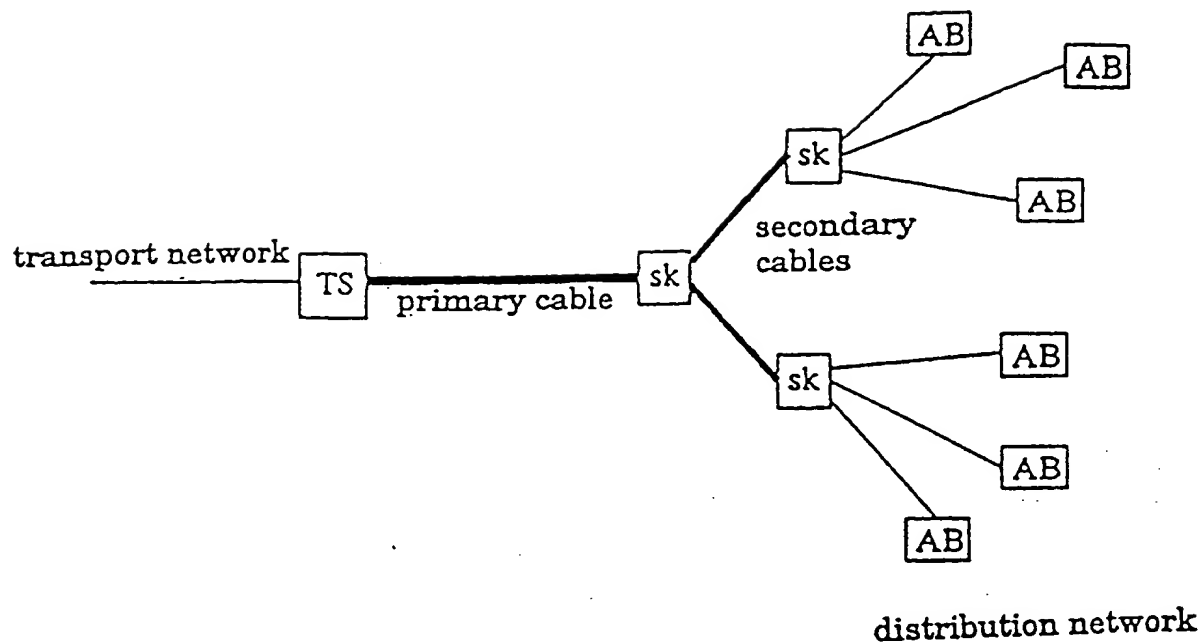 AB
AB
sk
AB
secondary
cables
transport network
TS
sk
primary cable
AB
sk
AB
AB
distribution network